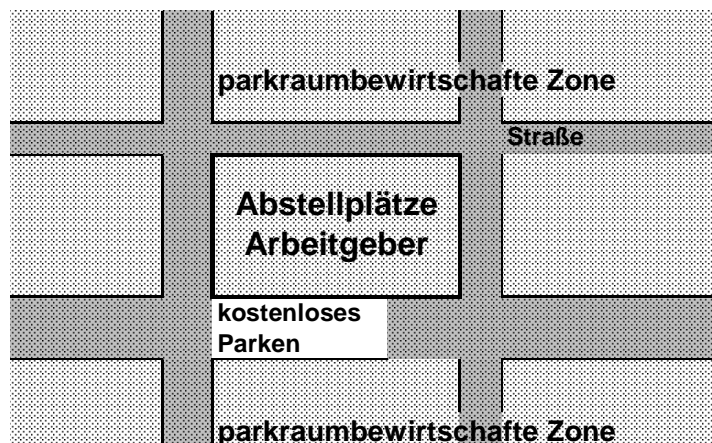 parkraumbewirtschafte Zone
Straße
Abstellplätze
Arbeitgeber
kostenloses
Parken
parkraumbewirtschafte Zone